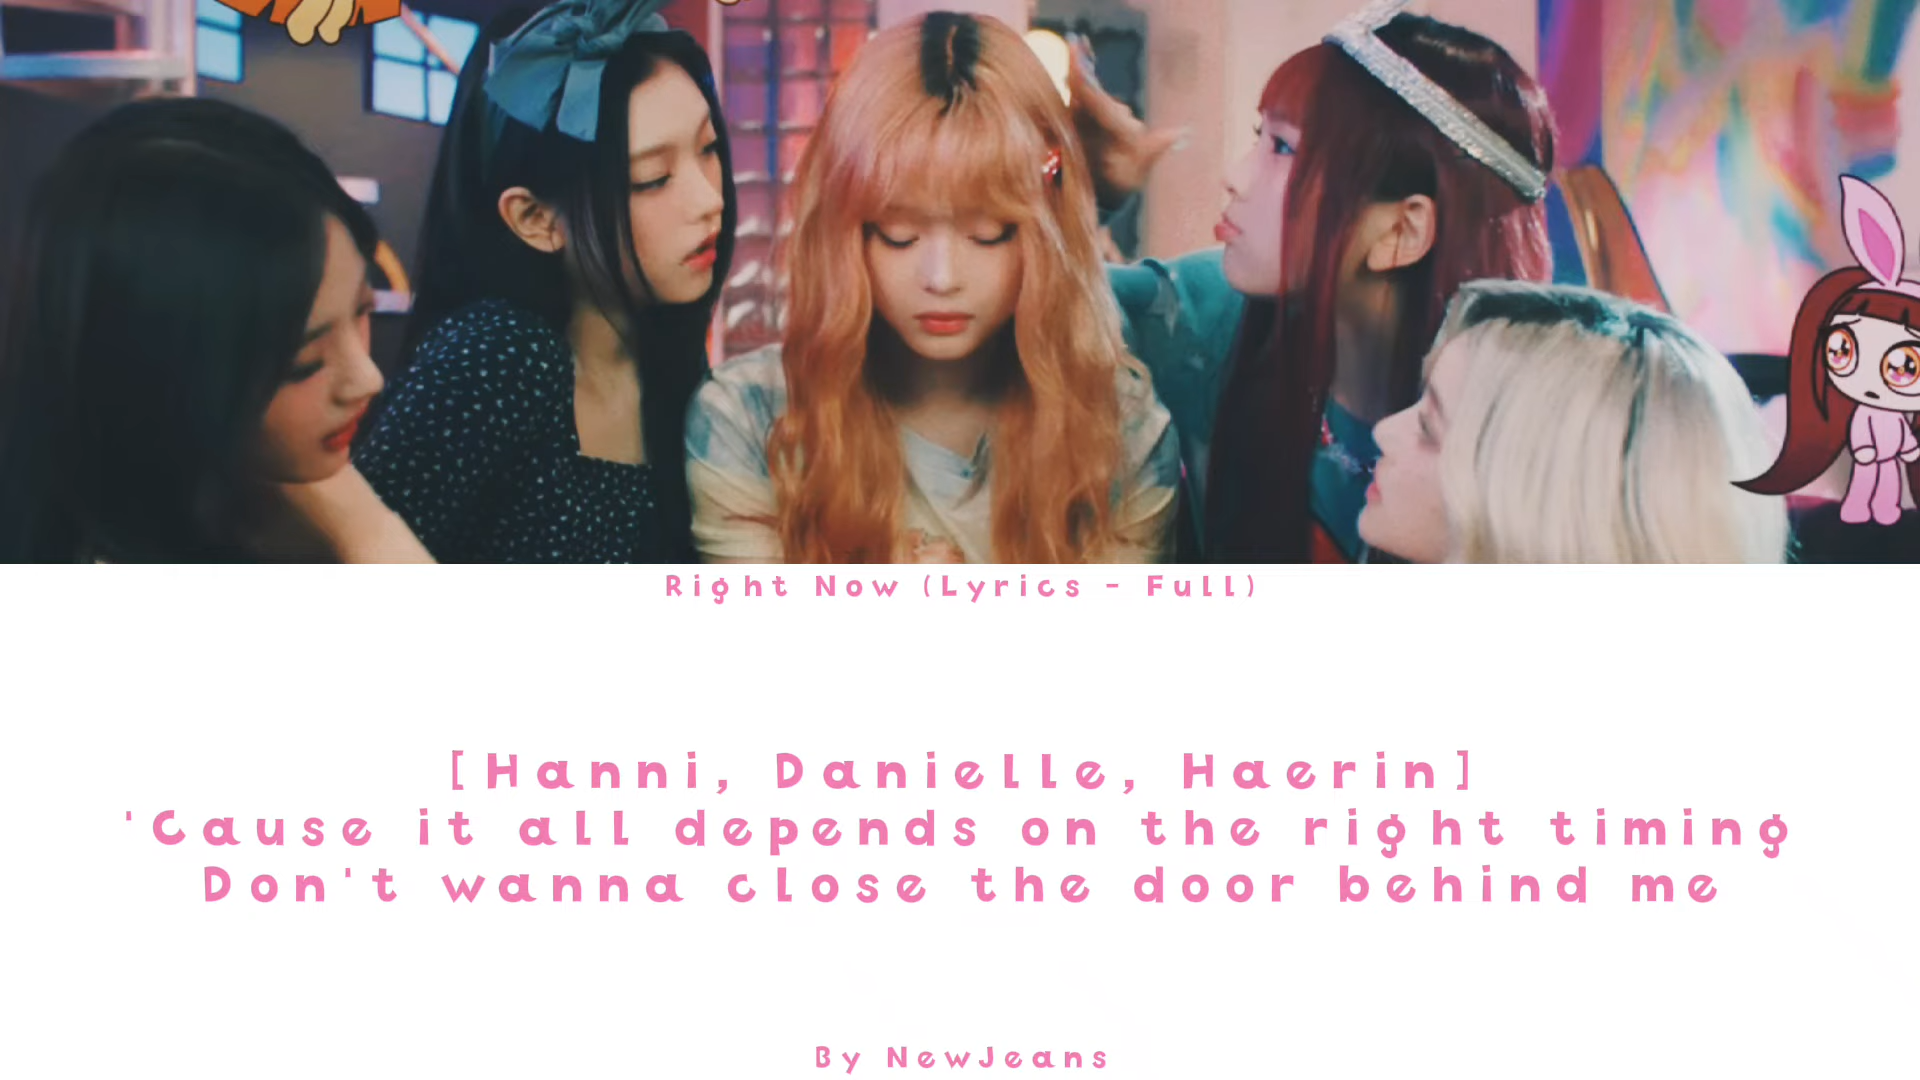 Right Now (Lyrics - Full)
[Hanni, Danielle, Haerin]
'Cause it all depends on the right timing
Don't wanna close the door behind me
By NewJeans